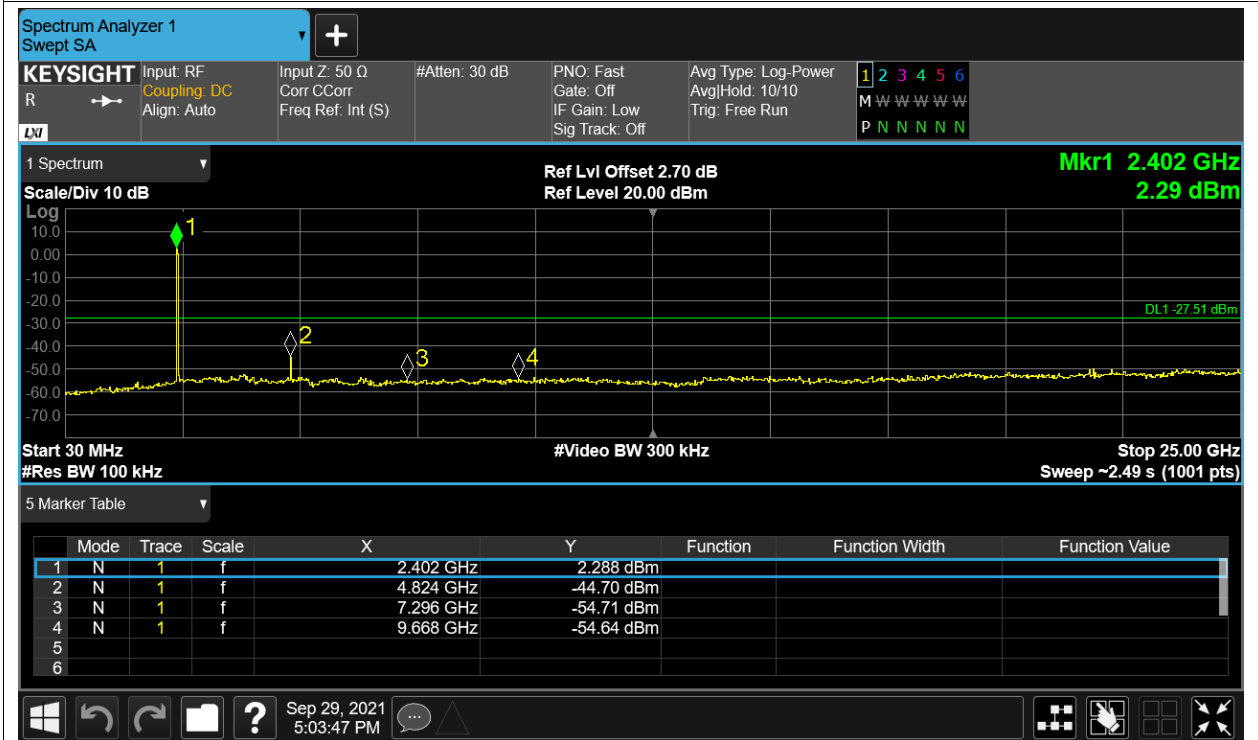 Spectrum Analyzer 1
Swept SA
+
KEYSIGHT Input: RF Input Z: 50 Ω #Atten: 30 dB PNO: Fast Avg Type: Log-Power 1 2 3 4 5 6
R Coupling: DC Corr CCorr Gate: Off Avg|Hold: 10/10 M W W W W W
Align: Auto Freq Ref: Int (S) IF Gain: Low Trig: Free Run
LXI Sig Track: Off P N N N N N
1 Spectrum Ref Lvl Offset 2.70 dB Mkr1 2.402 GHz
Scale/Div 10 dB Ref Level 20.00 dBm 2.29 dBm
Log
10.0 1
0.00
-10.0
-20.0
DL1 -27.51 dBm
-30.0
2
-40.0
3 4
-50.0
-60.0
-70.0
Start 30 MHz #Video BW 300 kHz Stop 25.00 GHz
#Res BW 100 kHz Sweep ~2.49 s (1001 pts)
5 Marker Table
Mode Trace Scale X Y Function Function Width Function Value
1 N 1 f 2.402 GHz 2.288 dBm
2 N 1 f 4.824 GHz -44.70 dBm
3 N 1 f 7.296 GHz -54.71 dBm
4 N 1 f 9.668 GHz -54.64 dBm
5
6
? Sep 29, 2021
5:03:47 PM